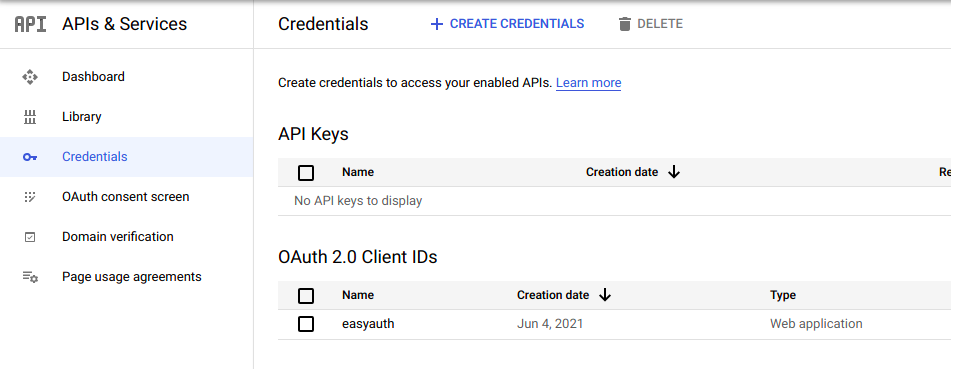 API APIs & Services
Credentials
+ CREATE CREDENTIALS
DELETE
Dashboard
Library
Credentials
OAuth consent screen
Domain verification
Page usage agreements
Create credentials to access your enabled APIs. Learn more
API Keys
Name Creation date Re
No API keys to display
OAuth 2.0 Client IDs
Name Creation date Type
easyauth Jun 4, 2021 Web application